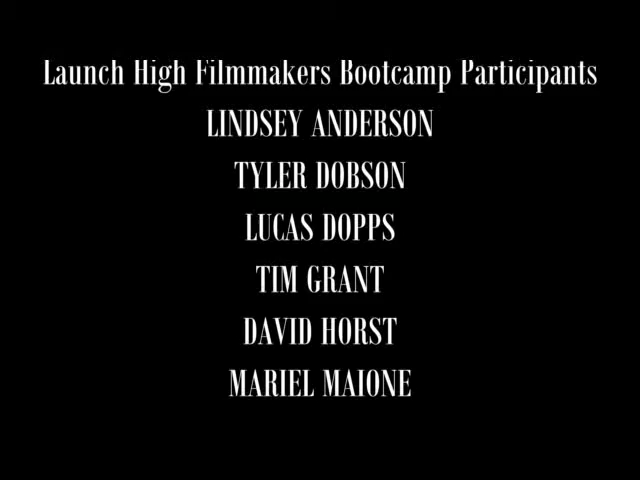 Launch High Filmmakers Bootcamp Participants
LINDSEY ANDERSON
TYLER DOBSON
LUCAS DOPPS
TIM GRANT
DAVID HORST
MARIEL MAIONE